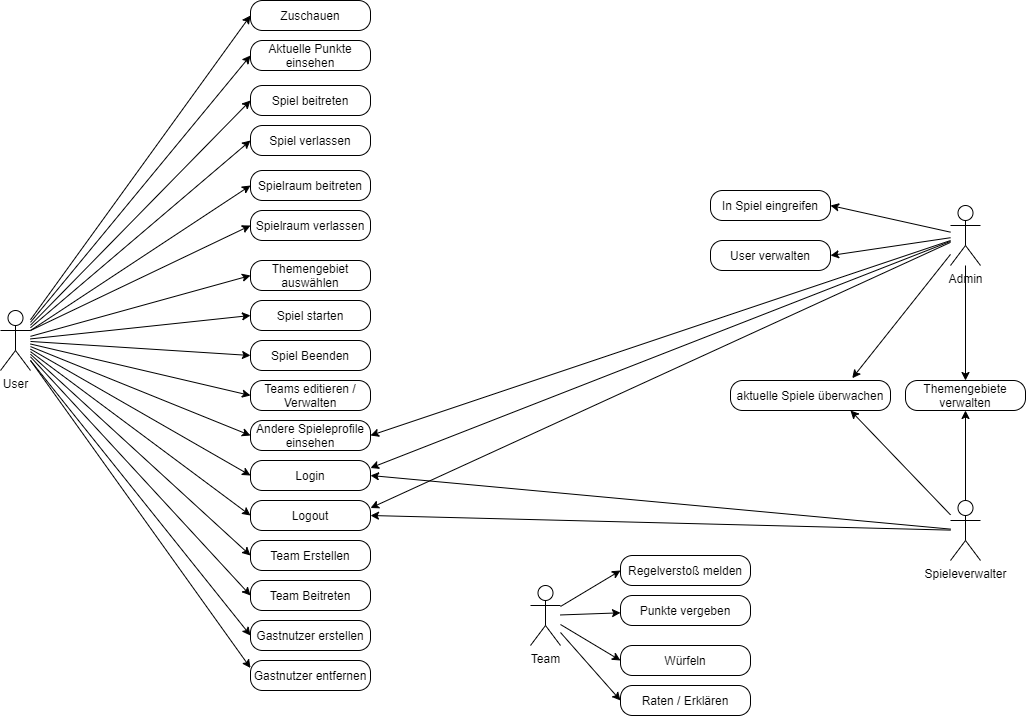 Zuschauen
Aktuelle Punkte
einsehen
Spiel beitreten
Spiel verlassen
Spielraum beitreten
Spielraum verlassen
Themengebiet
auswählen
Spiel starten
Spiel Beenden
Teams editieren /
Verwalten
Andere Spieleprofile
einsehen
Login
Logout
Team Erstellen
Team Beitreten
Gastnutzer erstellen
Gastnutzer entfernen
User
In Spiel eingreifen
User verwalten
Admin
aktuelle Spiele überwachen
Themengebiete
verwalten
Spieleverwalter
Regelverstoß melden
Punkte vergeben
Würfeln
Raten / Erklären
Team